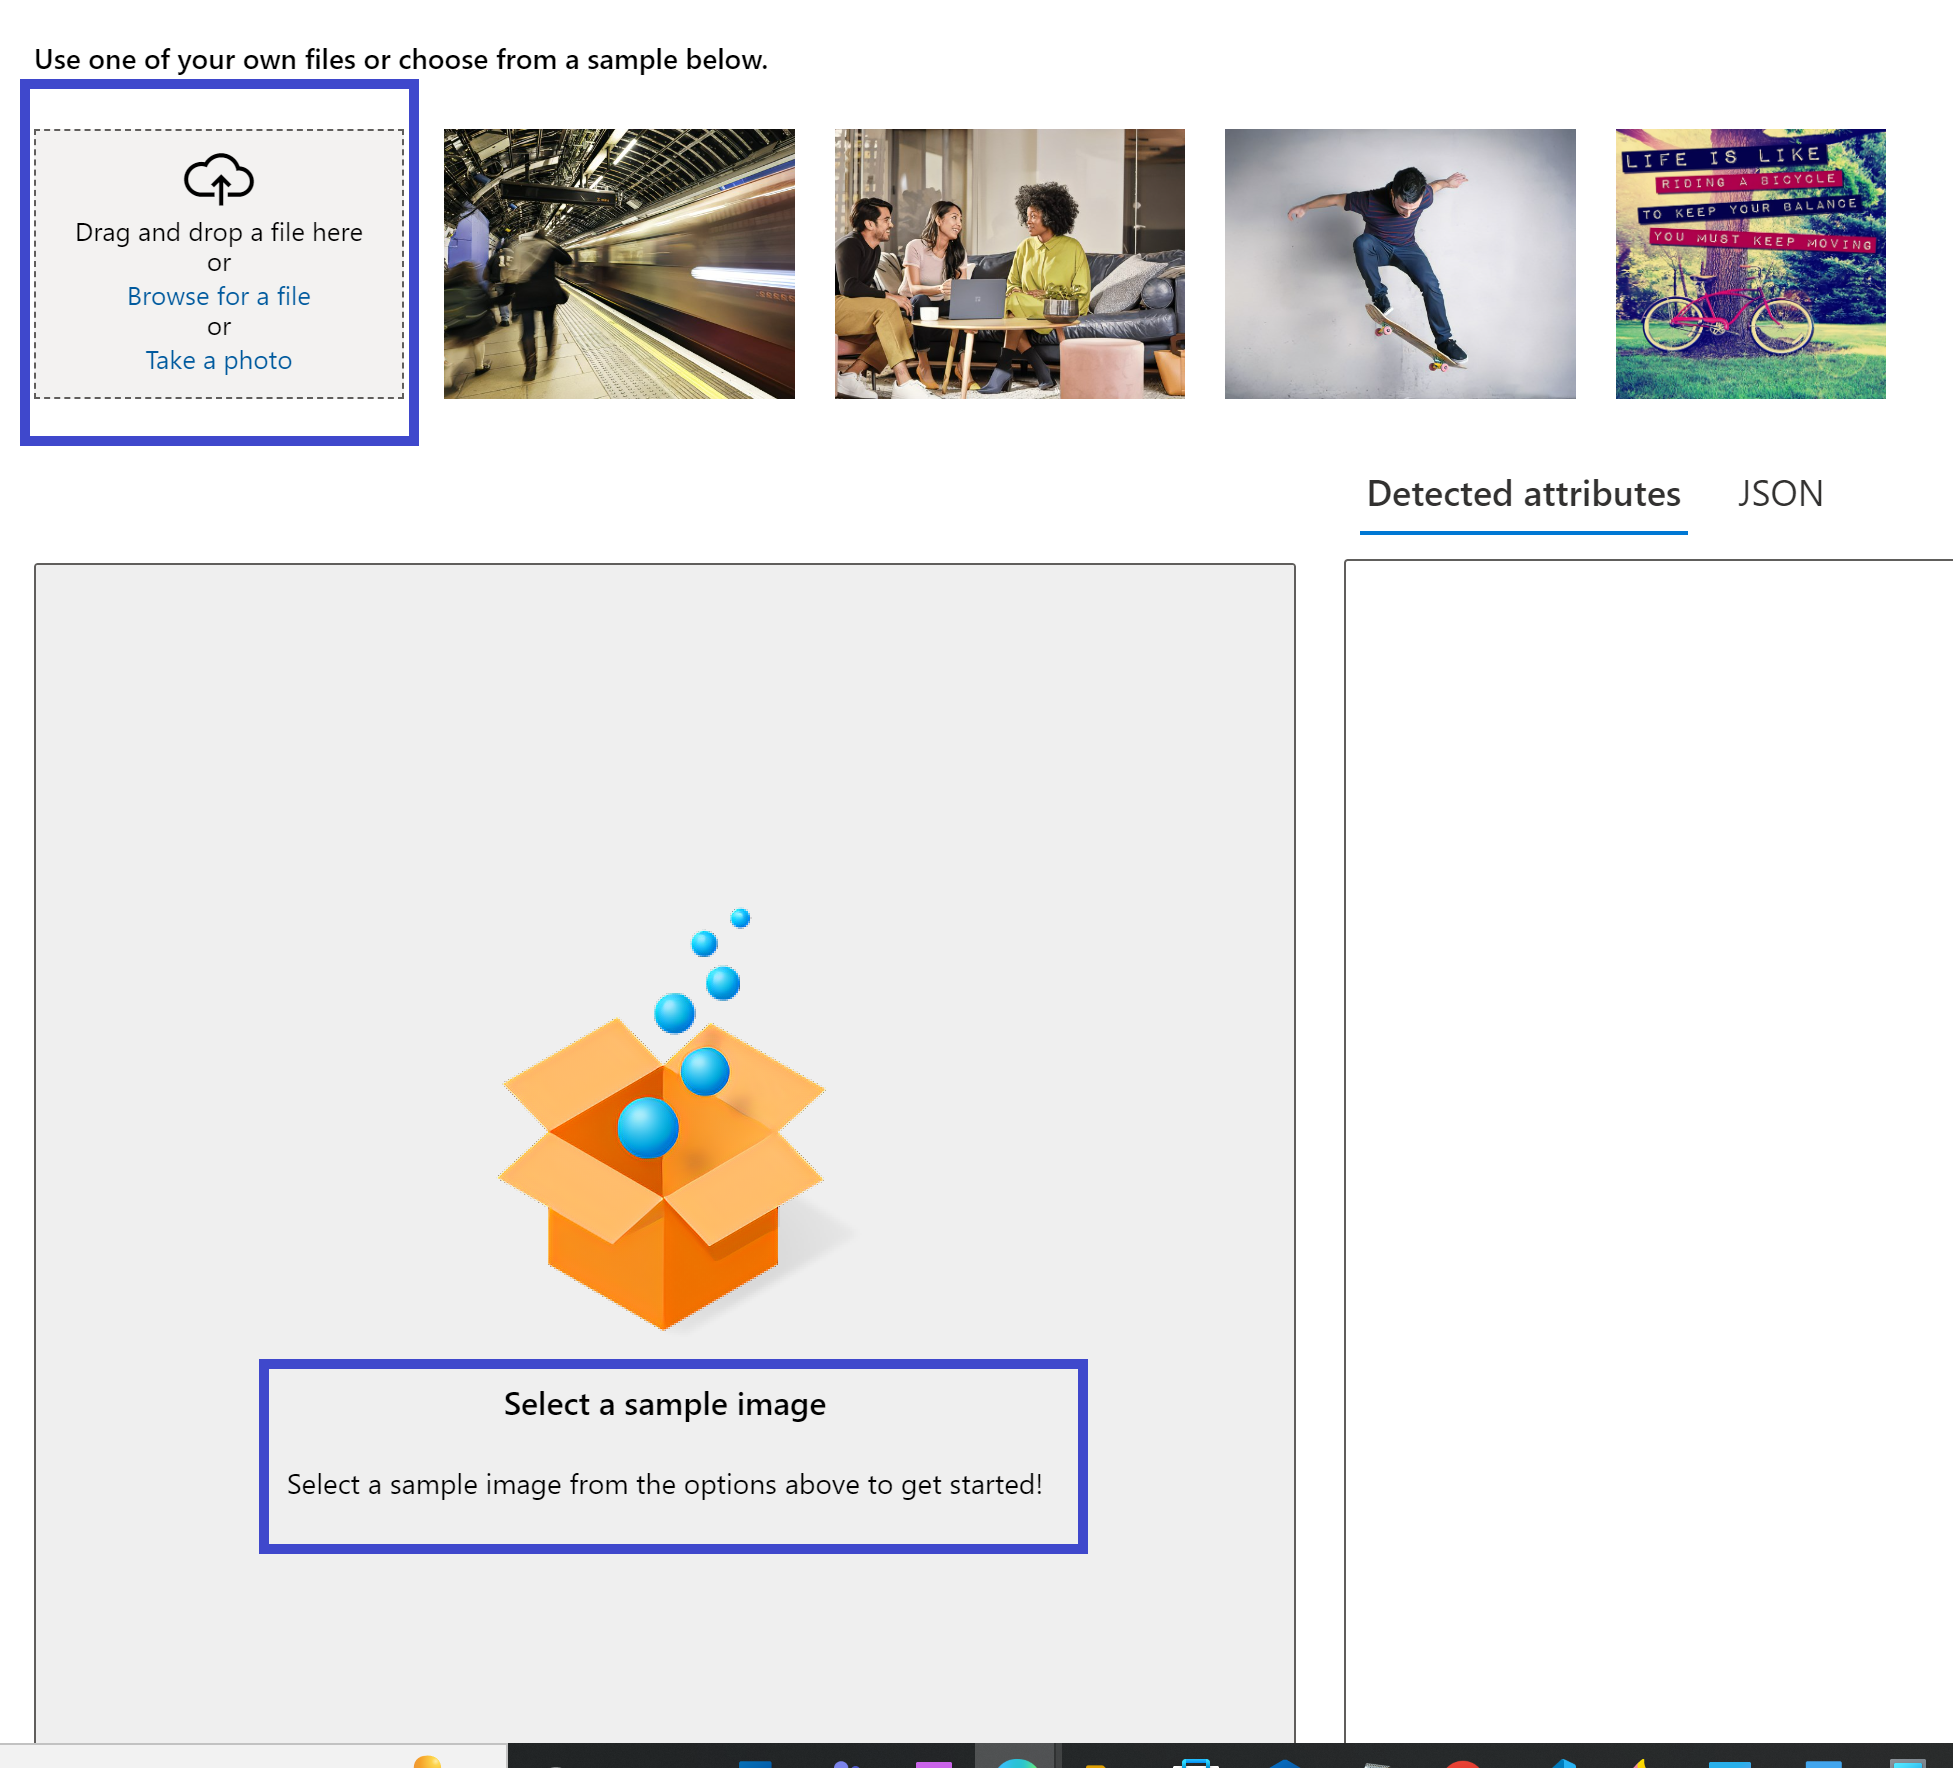 Use one of your own files or choose from a sample below.
Drag and drop a file here
or
Browse for a file
or
Take a photo
LIFE IS LIKE
RIDING A BICYCLE
TO KEEP YOUR BALANCE
YOU MUST KEEP MOVING
Detected attributes
JSON
Select a sample image
Select a sample image from the options above to get started!